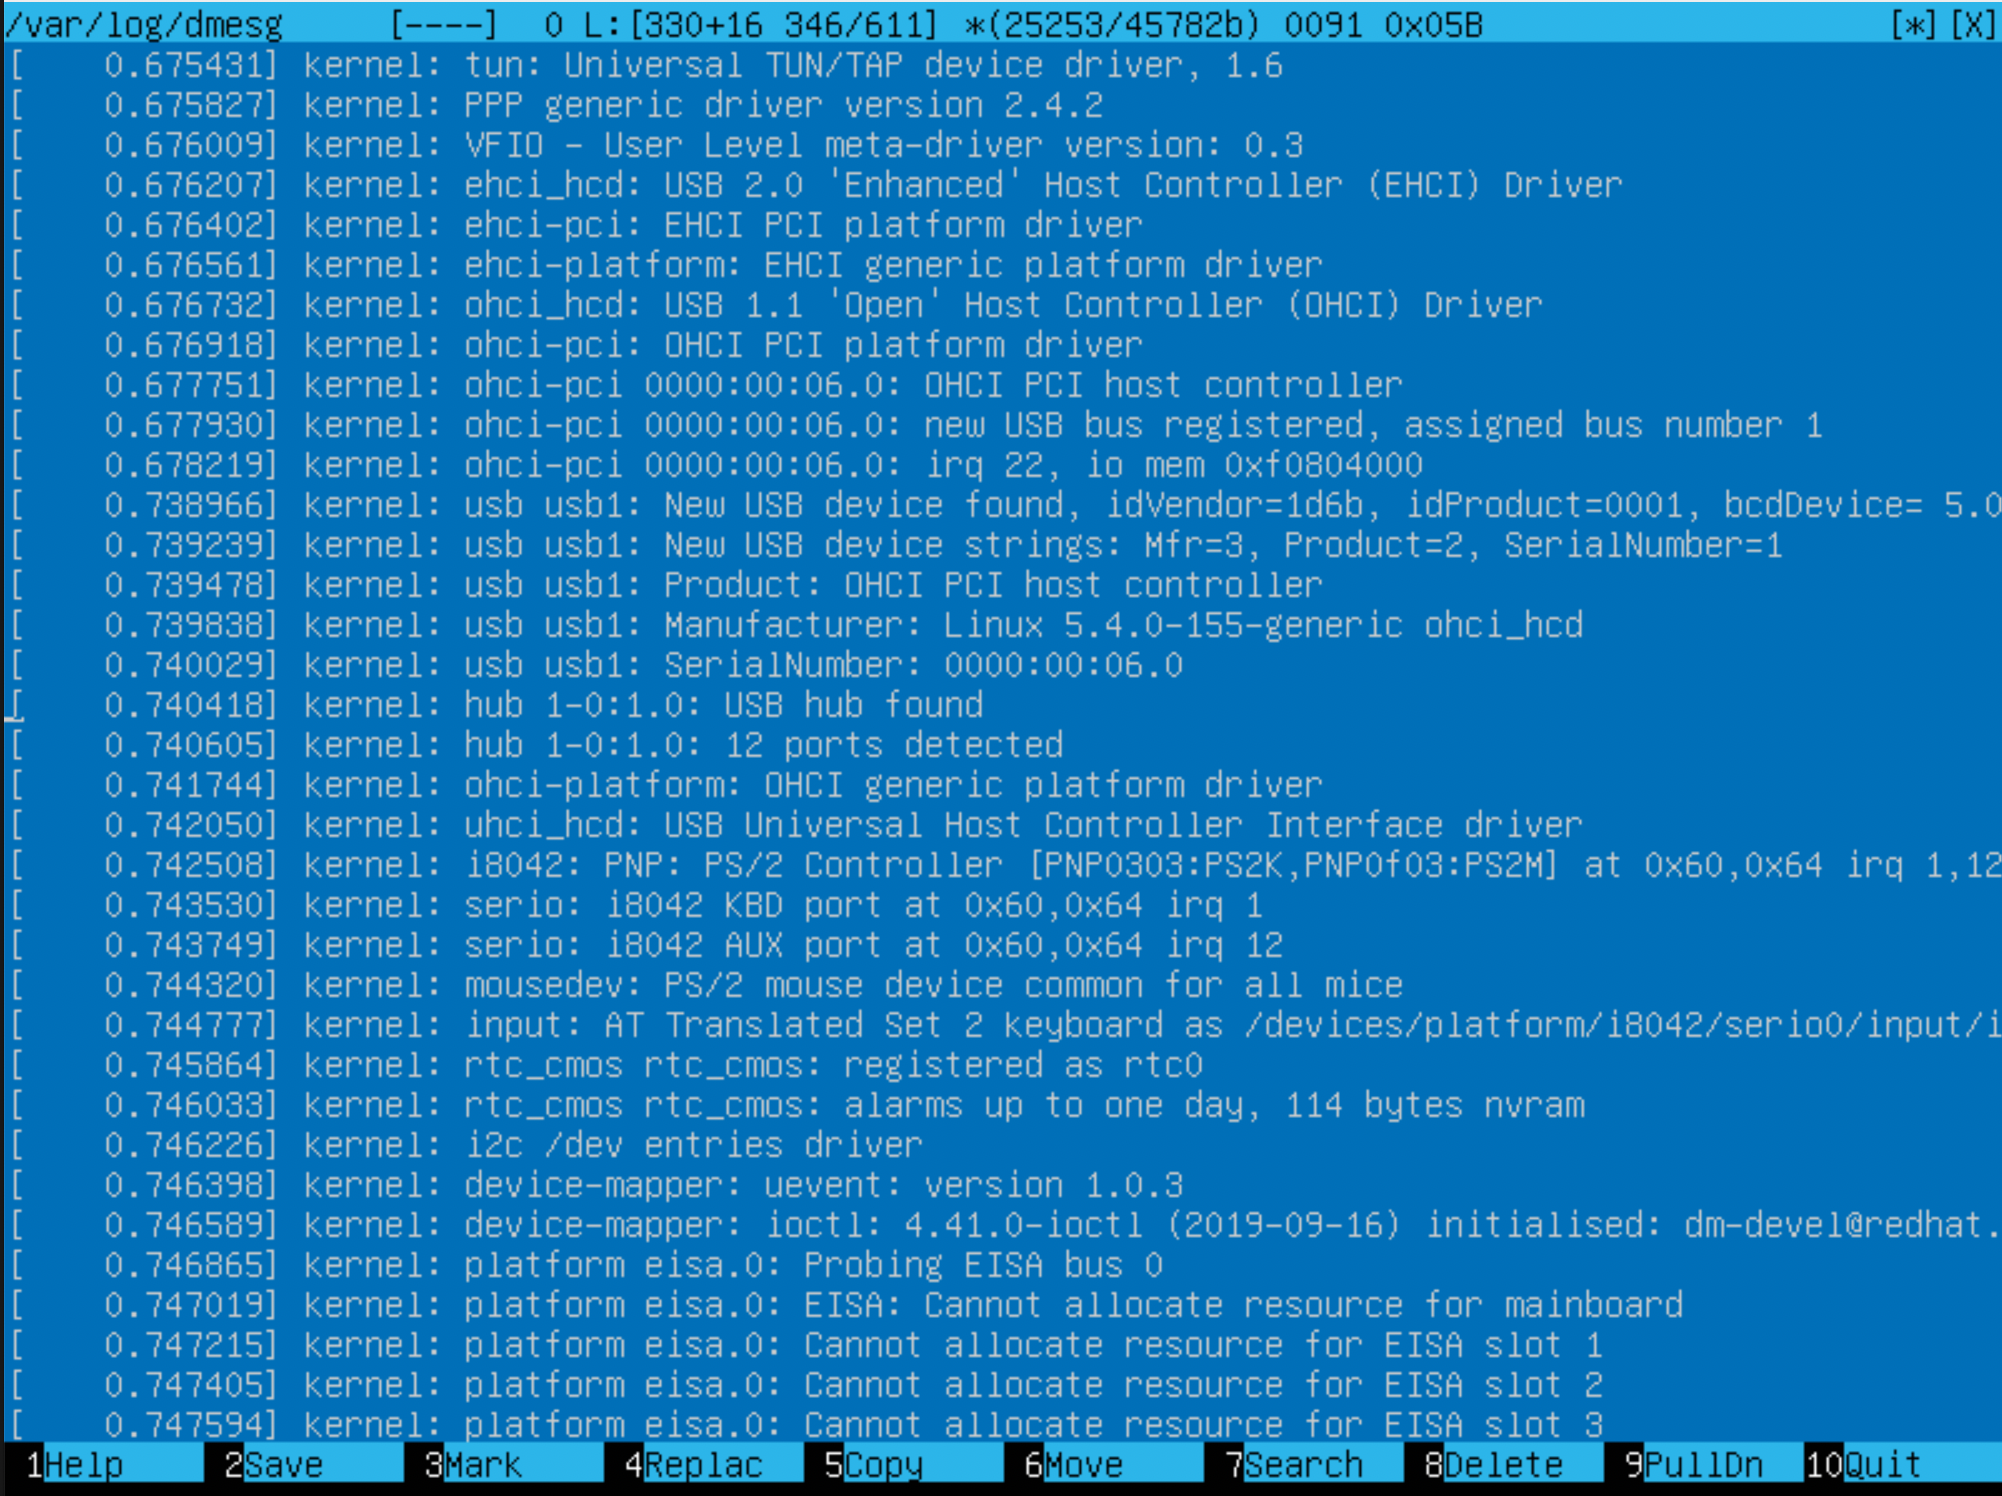 /var/log/dmesg [----] 0 L:[330+16 346/611] *(25253/45782b) 0091 0x05B [*][X]
[ 0.675431] kernel: tun: Universal TUN/TAP device driver, 1.6
[ 0.675827] kernel: PPP generic driver version 2.4.2
[ 0.676009] kernel: VFIO - User Level meta-driver version: 0.3
[ 0.676207] kernel: ehci_hcd: USB 2.0 'Enhanced' Host Controller (EHCI) Driver
[ 0.676402] kernel: ehci-pci: EHCI PCI platform driver
[ 0.676561] kernel: ehci-platform: EHCI generic platform driver
[ 0.676732] kernel: ohci_hcd: USB 1.1 'Open' Host Controller (OHCI) Driver
[ 0.676918] kernel: ohci-pci: OHCI PCI platform driver
[ 0.677751] kernel: ohci-pci 0000:00:06.0: OHCI PCI host controller
[ 0.677930] kernel: ohci-pci 0000:00:06.0: new USB bus registered, assigned bus number 1
[ 0.678219] kernel: ohci-pci 0000:00:06.0: irq 22, io mem 0xf0804000
[ 0.738966] kernel: usb usb1: New USB device found, idVendor=1d6b, idProduct=0001, bcdDevice= 5.0
[ 0.739239] kernel: usb usb1: New USB device strings: Mfr=3, Product=2, SerialNumber=1
[ 0.739478] kernel: usb usb1: Product: OHCI PCI host controller
[ 0.739838] kernel: usb usb1: Manufacturer: Linux 5.4.0-155-generic ohci_hcd
[ 0.740029] kernel: usb usb1: SerialNumber: 0000:00:06.0
[ 0.740418] kernel: hub 1-0:1.0: USB hub found
[ 0.740605] kernel: hub 1-0:1.0: 12 ports detected
[ 0.741744] kernel: ohci-platform: OHCI generic platform driver
[ 0.742050] kernel: uhci_hcd: USB Universal Host Controller Interface driver
[ 0.742508] kernel: i8042: PNP: PS/2 Controller [PNP0303:PS2K,PNP0f03:PS2M] at 0x60,0x64 irq 1,12
[ 0.743530] kernel: serio: i8042 KBD port at 0x60,0x64 irq 1
[ 0.743749] kernel: serio: i8042 AUX port at 0x60,0x64 irq 12
[ 0.744320] kernel: mousedev: PS/2 mouse device common for all mice
[ 0.744777] kernel: input: AT Translated Set 2 keyboard as /devices/platform/i8042/serio0/input/i
[ 0.745864] kernel: rtc_cmos rtc_cmos: registered as rtc0
[ 0.746033] kernel: rtc_cmos rtc_cmos: alarms up to one day, 114 bytes nvram
[ 0.746226] kernel: i2c /dev entries driver
[ 0.746398] kernel: device-mapper: uevent: version 1.0.3
[ 0.746589] kernel: device-mapper: ioctl: 4.41.0-ioctl (2019-09-16) initialised: dm-devel@redhat.
[ 0.746865] kernel: platform eisa.0: Probing EISA bus 0
[ 0.747019] kernel: platform eisa.0: EISA: Cannot allocate resource for mainboard
[ 0.747215] kernel: platform eisa.0: Cannot allocate resource for EISA slot 1
[ 0.747405] kernel: platform eisa.0: Cannot allocate resource for EISA slot 2
[ 0.747594] kernel: platform eisa.0: Cannot allocate resource for EISA slot 3
1Help 2Save 3Mark 4Replac 5Copy 6Move 7Search 8Delete 9PullDn 10Quit